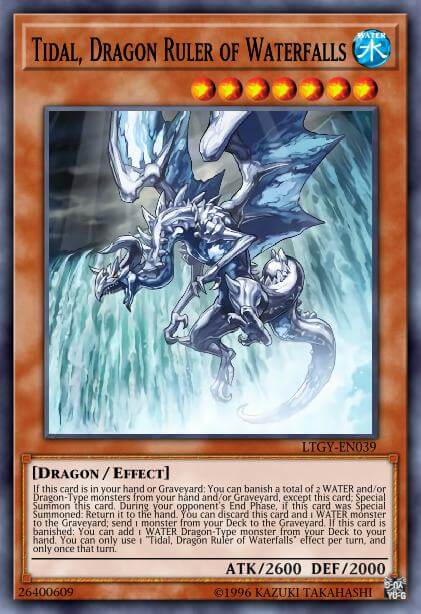 Tidal, Dragon Ruler of Waterfalls
WATER
水
LTGY-EN039
[Dragon / Effect]
If this card is in your hand or Graveyard: You can banish a total of 2 WATER and/or
Dragon-Type monsters from your hand and/or Graveyard, except this card; Special
Summon this card. During your opponent's End Phase, if this card was Special
Summoned: Return it to the hand. You can discard this card and 1 WATER monster
to the Graveyard; send 1 monster from your Deck to the Graveyard. If this card is
banished: You can add 1 WATER Dragon-Type monster from your Deck to your
hand. You can only use 1 "Tidal, Dragon Ruler of Waterfalls" effect per turn, and
only once that turn.
ATK/2600 DEF/2000
26400609
©1996 KAZUKI TAKAHASHI